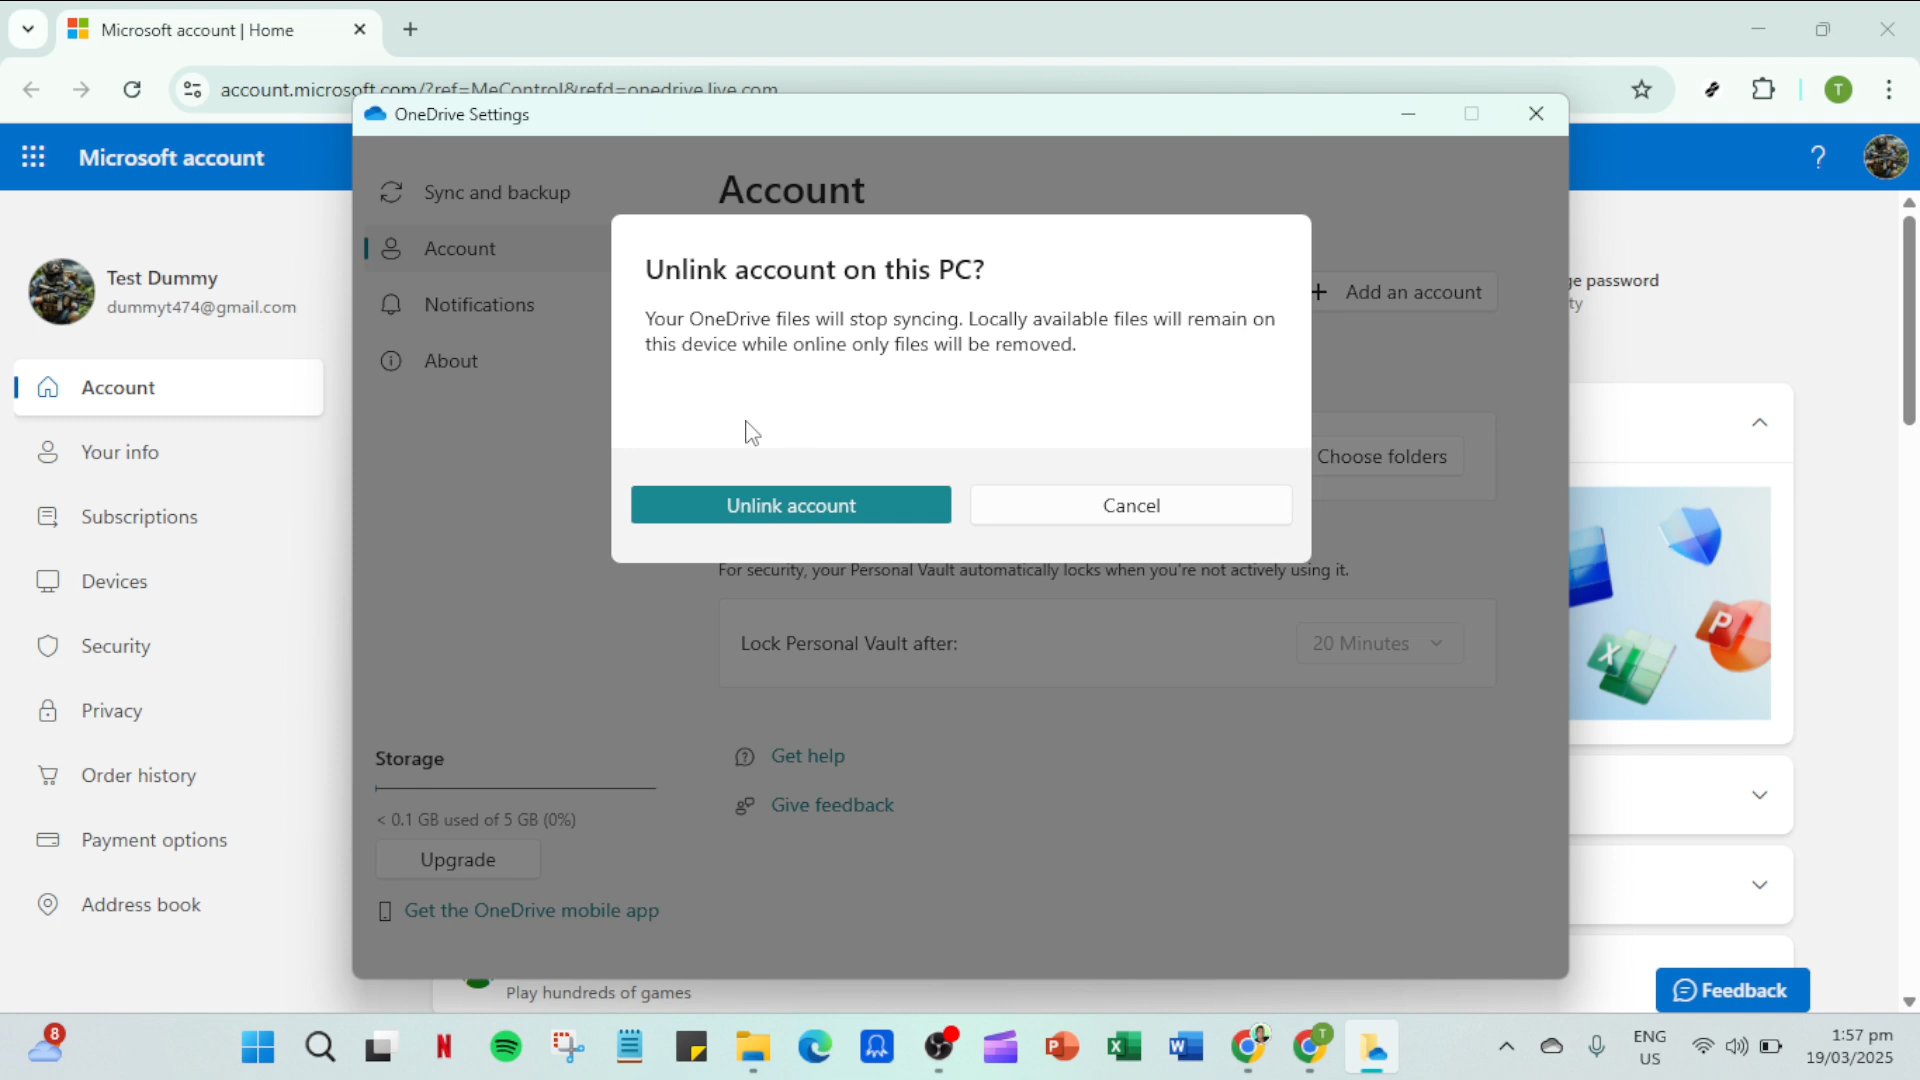 Microsoft account | Home
account.microsoft.com/?ref=MeControl&refd=onedrive.live.com
T
OneDrive Settings
Microsoft account
?
Test Dummy
dummyt474@gmail.com
Account
Your info
Subscriptions
Devices
Security
Privacy
Order history
Payment options
Address book
Sync and backup
Account
Notifications
About
Storage
< 0.1 GB used of 5 GB (0%)
Upgrade
Get the OneDrive mobile app
Account
Add an account
Unlink account on this PC?
Your OneDrive files will stop syncing. Locally available files will remain on
this device while online only files will be removed.
Unlink account
Cancel
Choose folders
For security, your Personal Vault automatically locks when you're not actively using it.
Lock Personal Vault after:
20 Minutes
Get help
Give feedback
ge password
ty
X
P
Play hundreds of games
Feedback
8
N
P
X
W
T
ENG
US
1:57 pm
19/03/2025